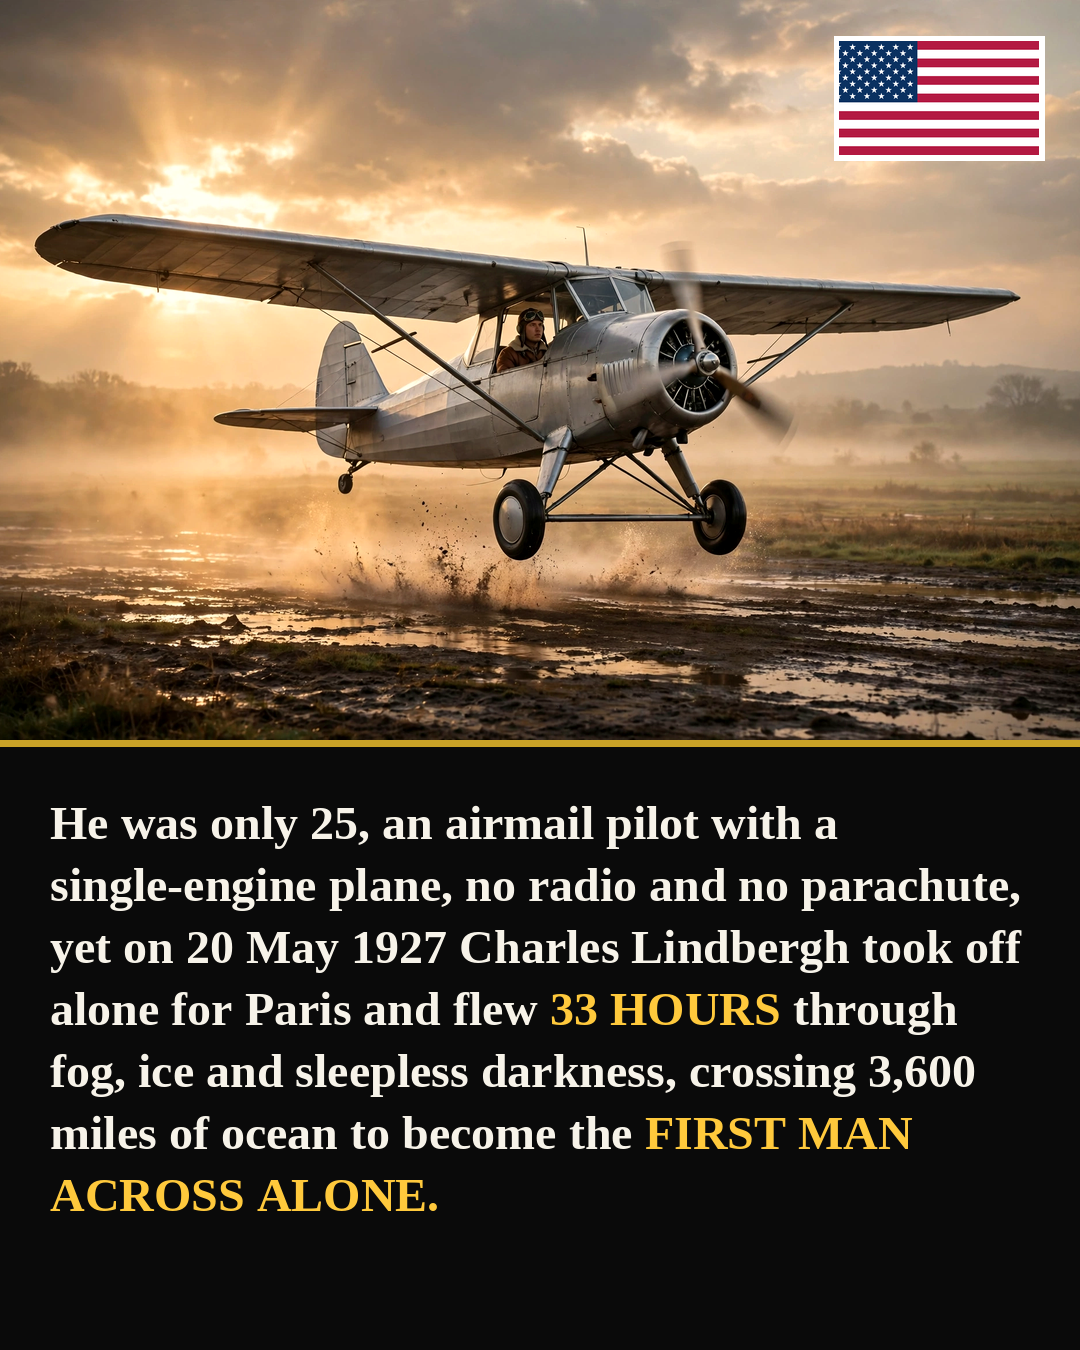 He was only 25, an airmail pilot with a
single-engine plane, no radio and no parachute,
yet on 20 May 1927 Charles Lindbergh took off
alone for Paris and flew 33 HOURS through
fog, ice and sleepless darkness, crossing 3,600
miles of ocean to become the FIRST MAN
ACROSS ALONE.